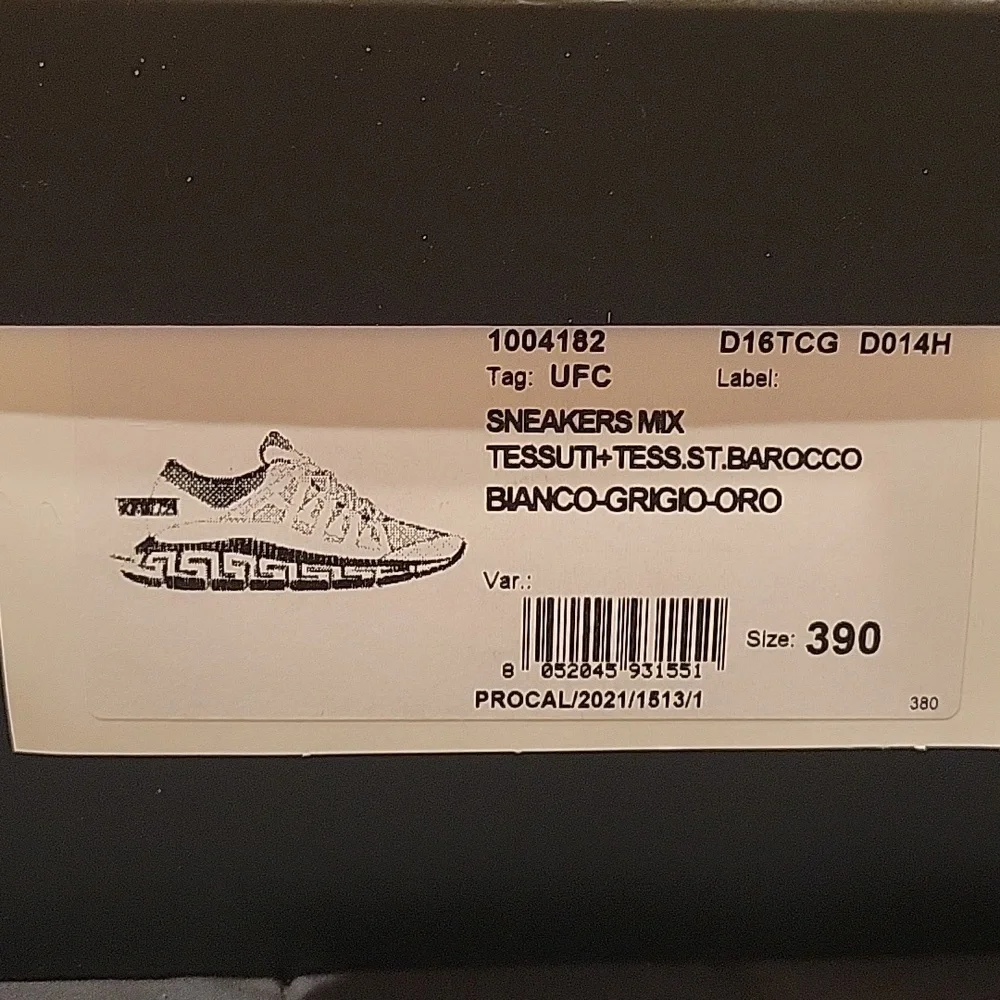 1004182 D16TCG D014H
Tag: UFC Label:
SNEAKERS MIX
TESSUTI+TESS.ST.BAROCCO
BIANCO-GRIGIO-ORO
Var.:
Size: 390
8 052045 931551
PROCAL/2021/1513/1
380